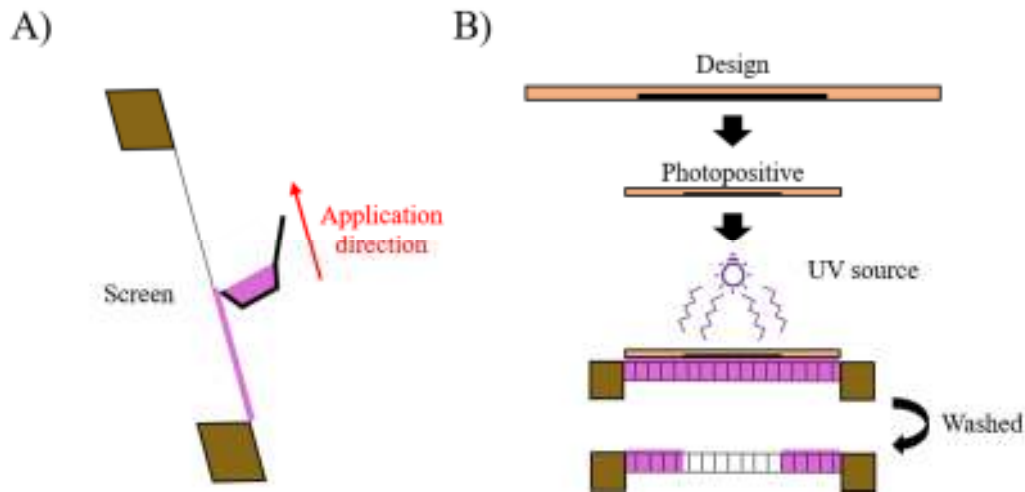 A)
B)
Design
Photopositive
Application
direction
UV source
Screen
Washed